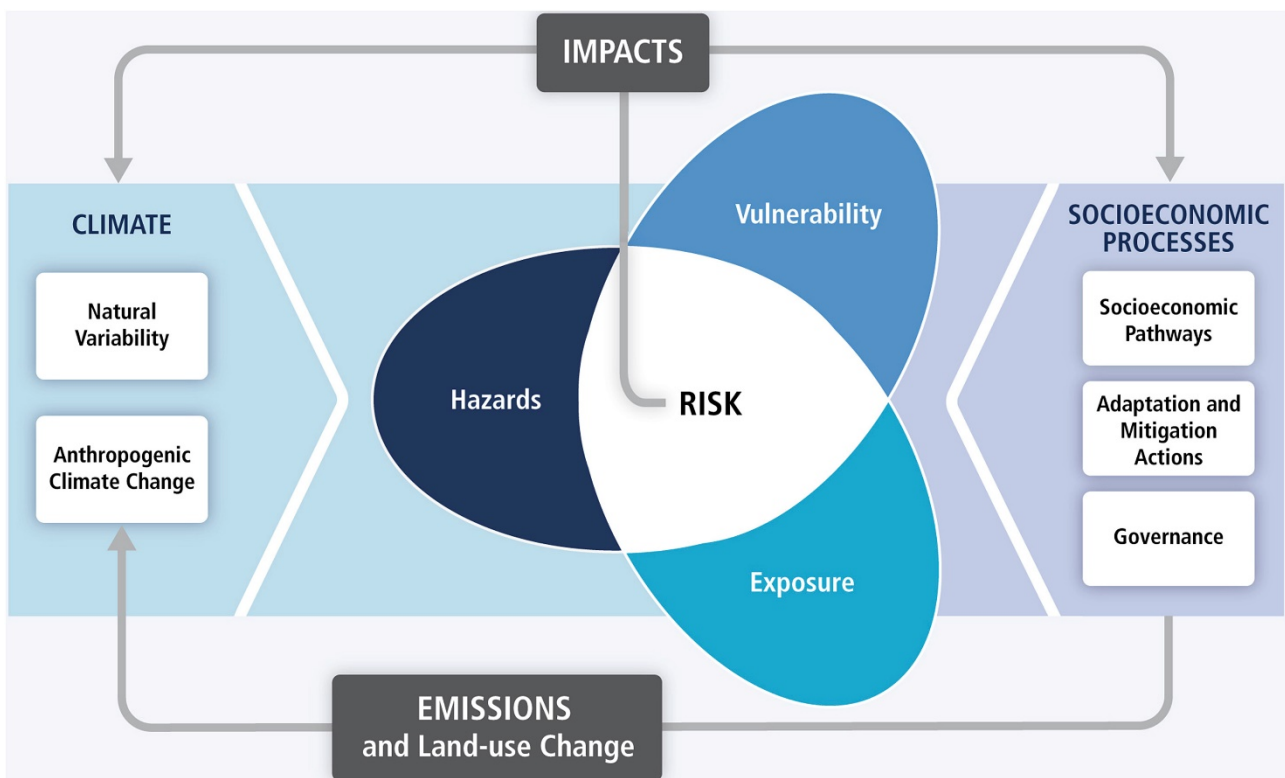 IMPACTS
CLIMATE
Natural
Variability
Anthropogenic
Climate Change
Vulnerability
Hazards
RISK
Exposure
SOCIOECONOMIC
PROCESSES
Socioeconomic
Pathways
Adaptation and
Mitigation
Actions
Governance
EMISSIONS
and Land-use Change